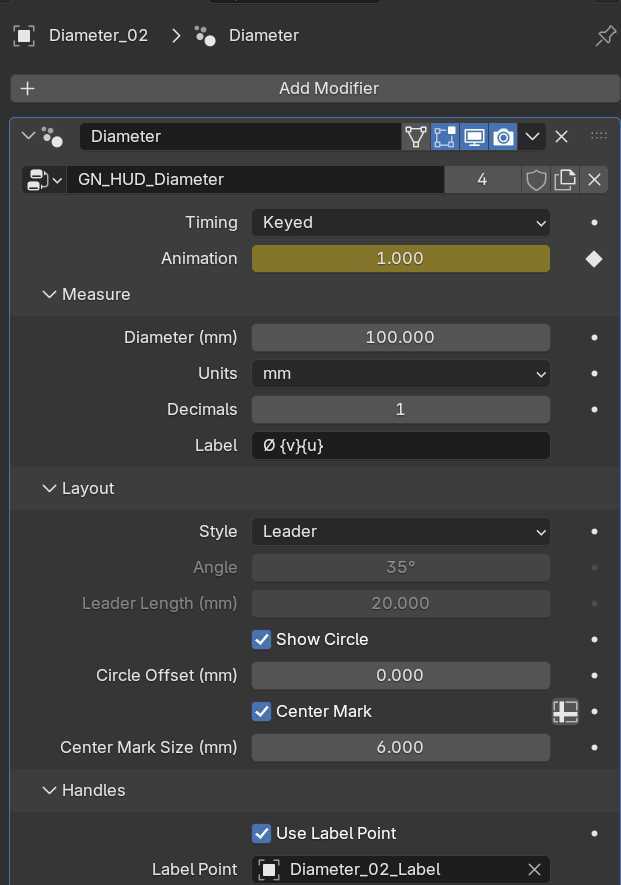 Diameter_02 > Diameter
+ Add Modifier
Diameter
GN_HUD_Diameter 4
Timing Keyed
Animation 1.000
Measure
Diameter (mm) 100.000
Units mm
Decimals 1
Label Ø {v}{u}
Layout
Style Leader
Angle 35°
Leader Length (mm) 20.000
Show Circle
Circle Offset (mm) 0.000
Center Mark
Center Mark Size (mm) 6.000
Handles
Use Label Point
Label Point Diameter_02_Label